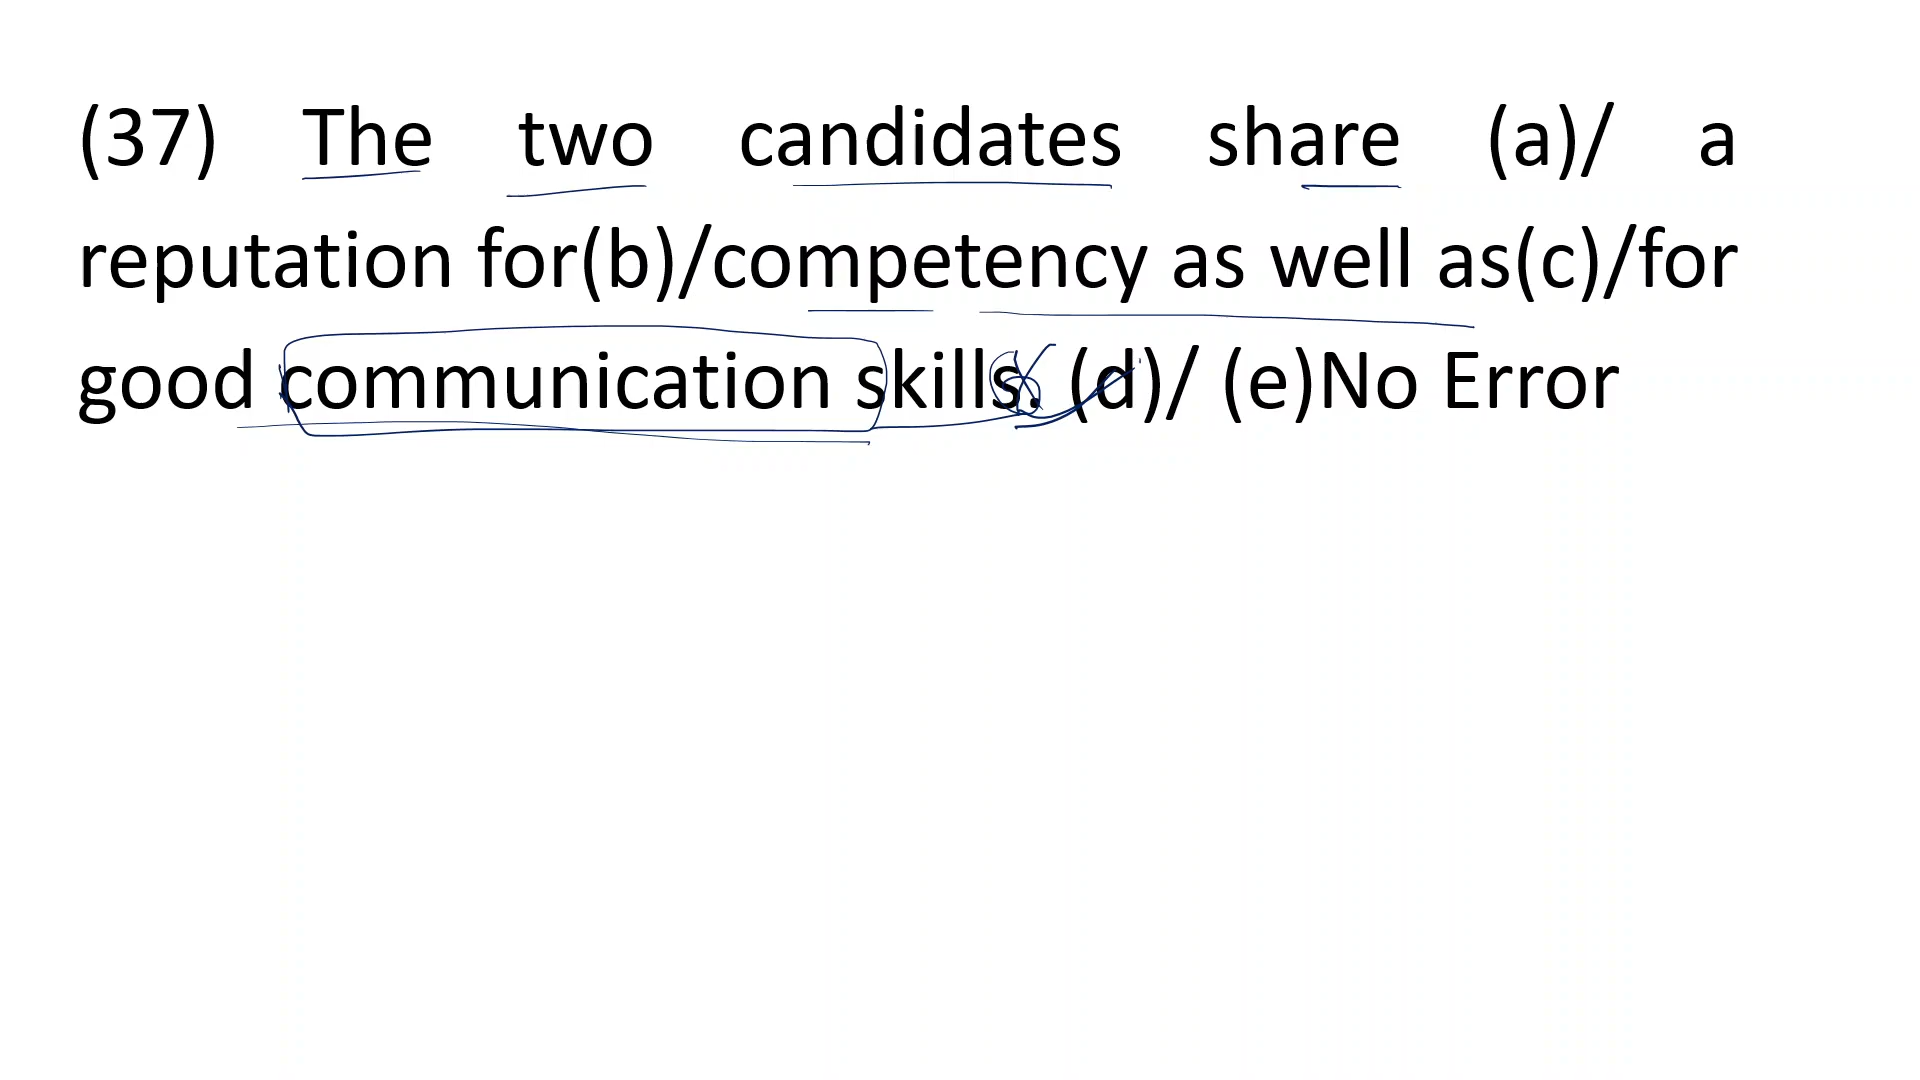 (37) The two candidates share (a)/ a
reputation for(b)/competency as well as(c)/for
good communication skills. (d)/ (e)No Error